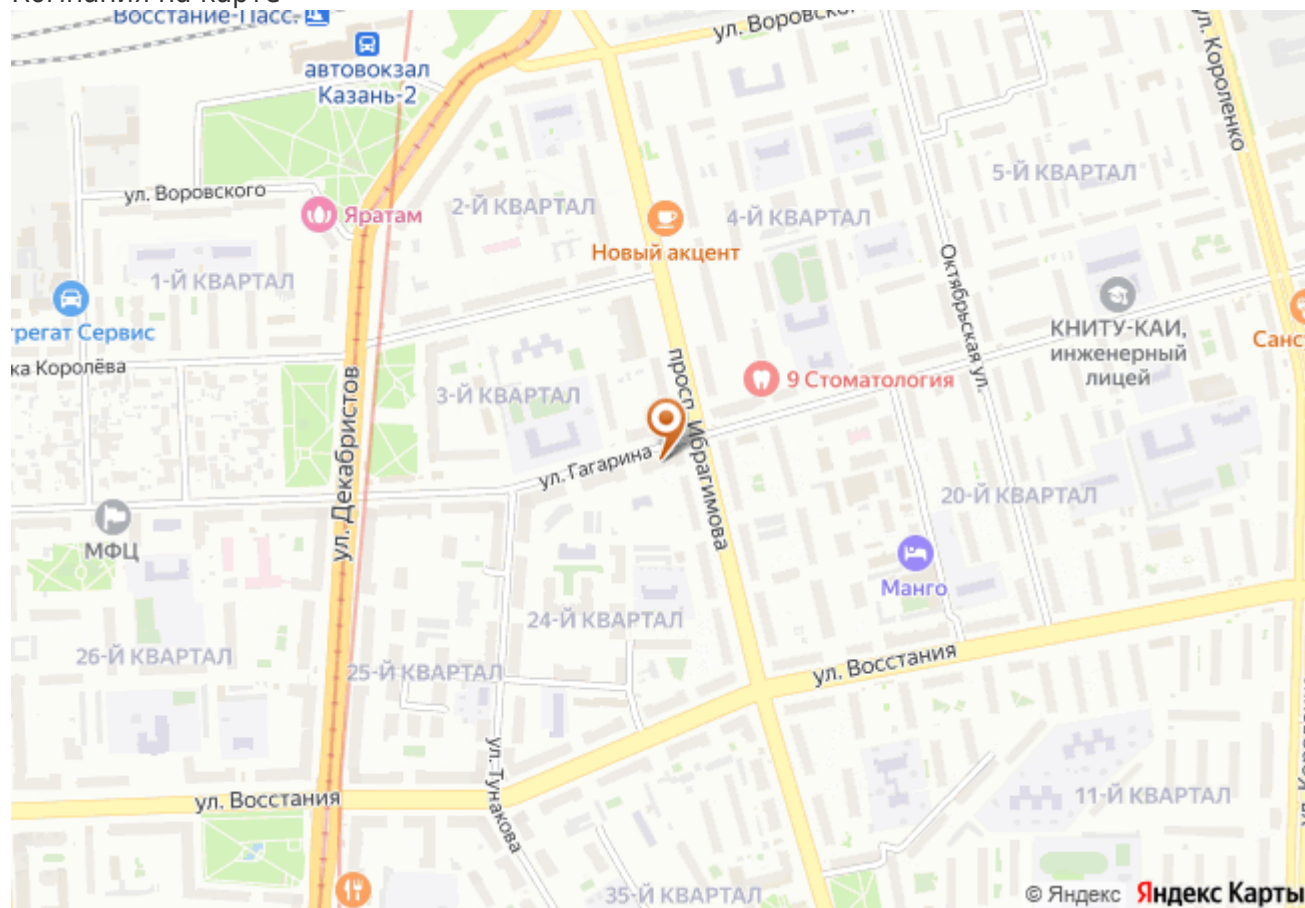 Компания на карте
Восстание-Пасс.
автовокзал
Казань-2
ул. Воровского
ул. Короленко
ул. Воровского
Яратам
2-Й КВАРТАЛ
4-Й КВАРТАЛ
5-Й КВАРТАЛ
Новый акцент
1-Й КВАРТАЛ
Октябрьская ул.
регат Сервис
КНИТУ-КАИ,
инженерный
лицей
Санс
ка Королёва
просп. Ибрагимова
9 Стоматология
3-Й КВАРТАЛ
ул. Декабристов
ул. Гагарина
20-Й КВАРТАЛ
МФЦ
Манго
24-Й КВАРТАЛ
26-Й КВАРТАЛ
25-Й КВАРТАЛ
ул. Восстания
ул. Тунакова
ул. Восстания
11-Й КВАРТАЛ
35-Й КВАРТАЛ
© Яндекс Яндекс Карты